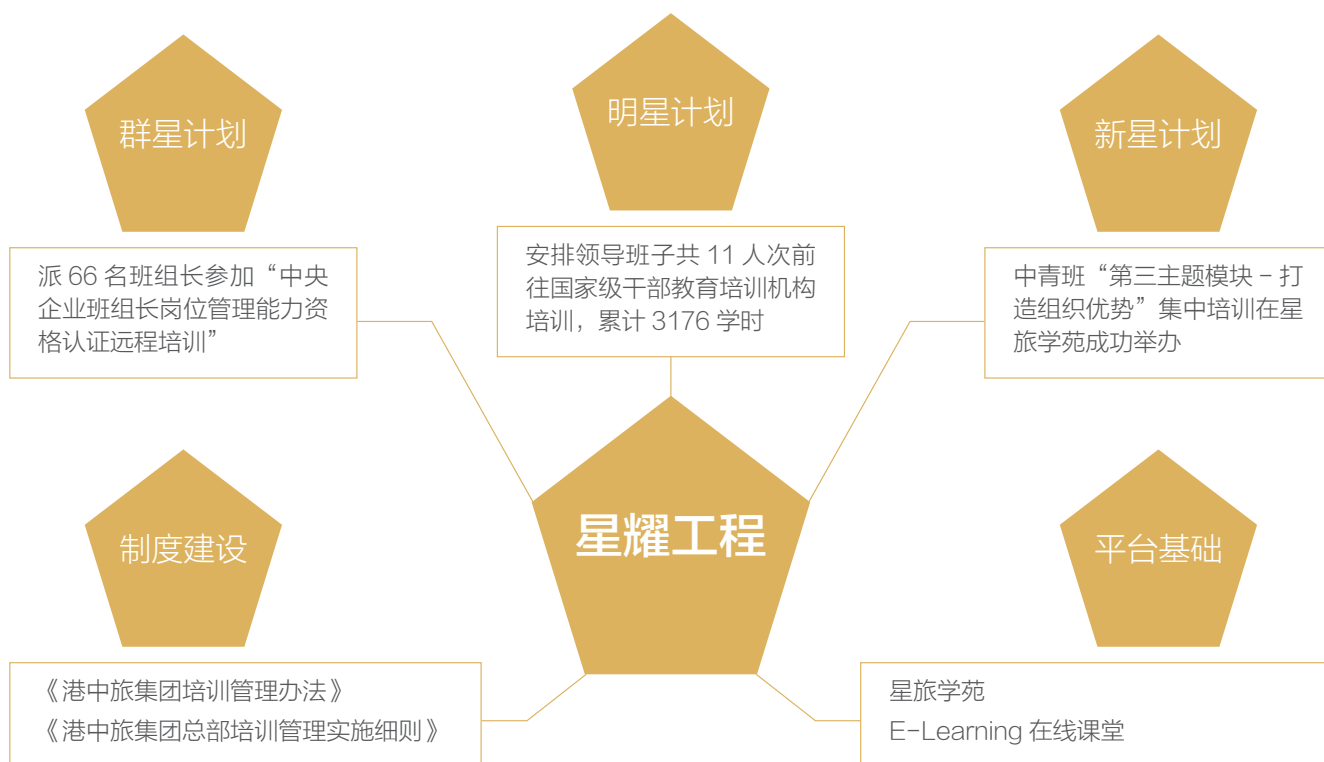 群星计划
派 66 名班组长参加“中央
企业班组长岗位管理能力资
格认证远程培训”
明星计划
安排领导班子共 11 人次前
往国家级干部教育培训机构
培训，累计 3176 学时
新星计划
中青班“第三主题模块 – 打
造组织优势”集中培训在星
旅学苑成功举办
星耀工程
制度建设
《港中旅集团培训管理办法》
《港中旅集团总部培训管理实施细则》
平台基础
星旅学苑
E-Learning 在线课堂